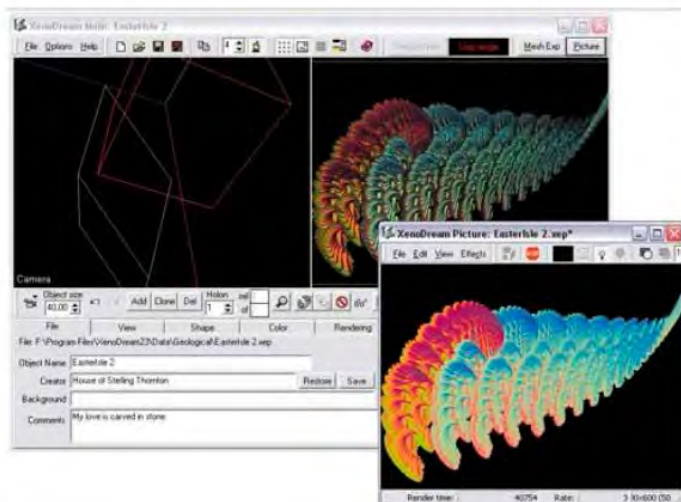 XenoDream Main: EasterIsle 2
File Options Help 4 Mesh Exp Picture
Camera
Object size
40.00 Add Clone Del Holon 1 of
File View Shape Color Rendering
File: F:\Program Files\XenoDream23\Data\Geological\EasterIsle 2.xep
Object Name EasterIsle 2
Creator House of Stelling Thornton Restore Save
Background
Comments My love is carved in stone
XenoDream Picture: EasterIsle 2.xep*
File Edit View Effects
Render time: 40754 Rate: